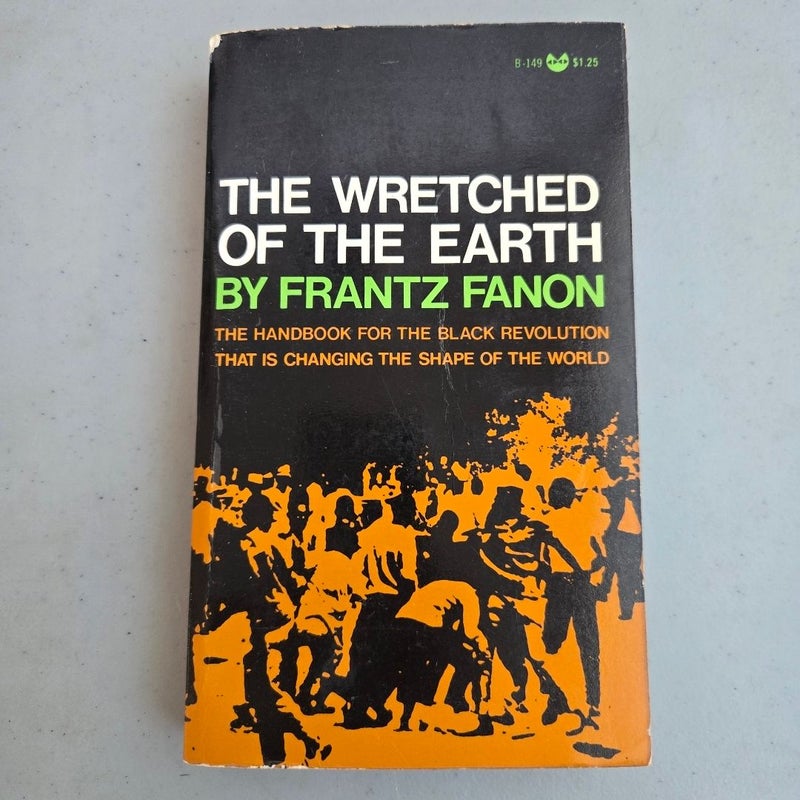 B-149 $1.25
THE WRETCHED
OF THE EARTH
BY FRANTZ FANON
THE HANDBOOK FOR THE BLACK REVOLUTION
THAT IS CHANGING THE SHAPE OF THE WORLD